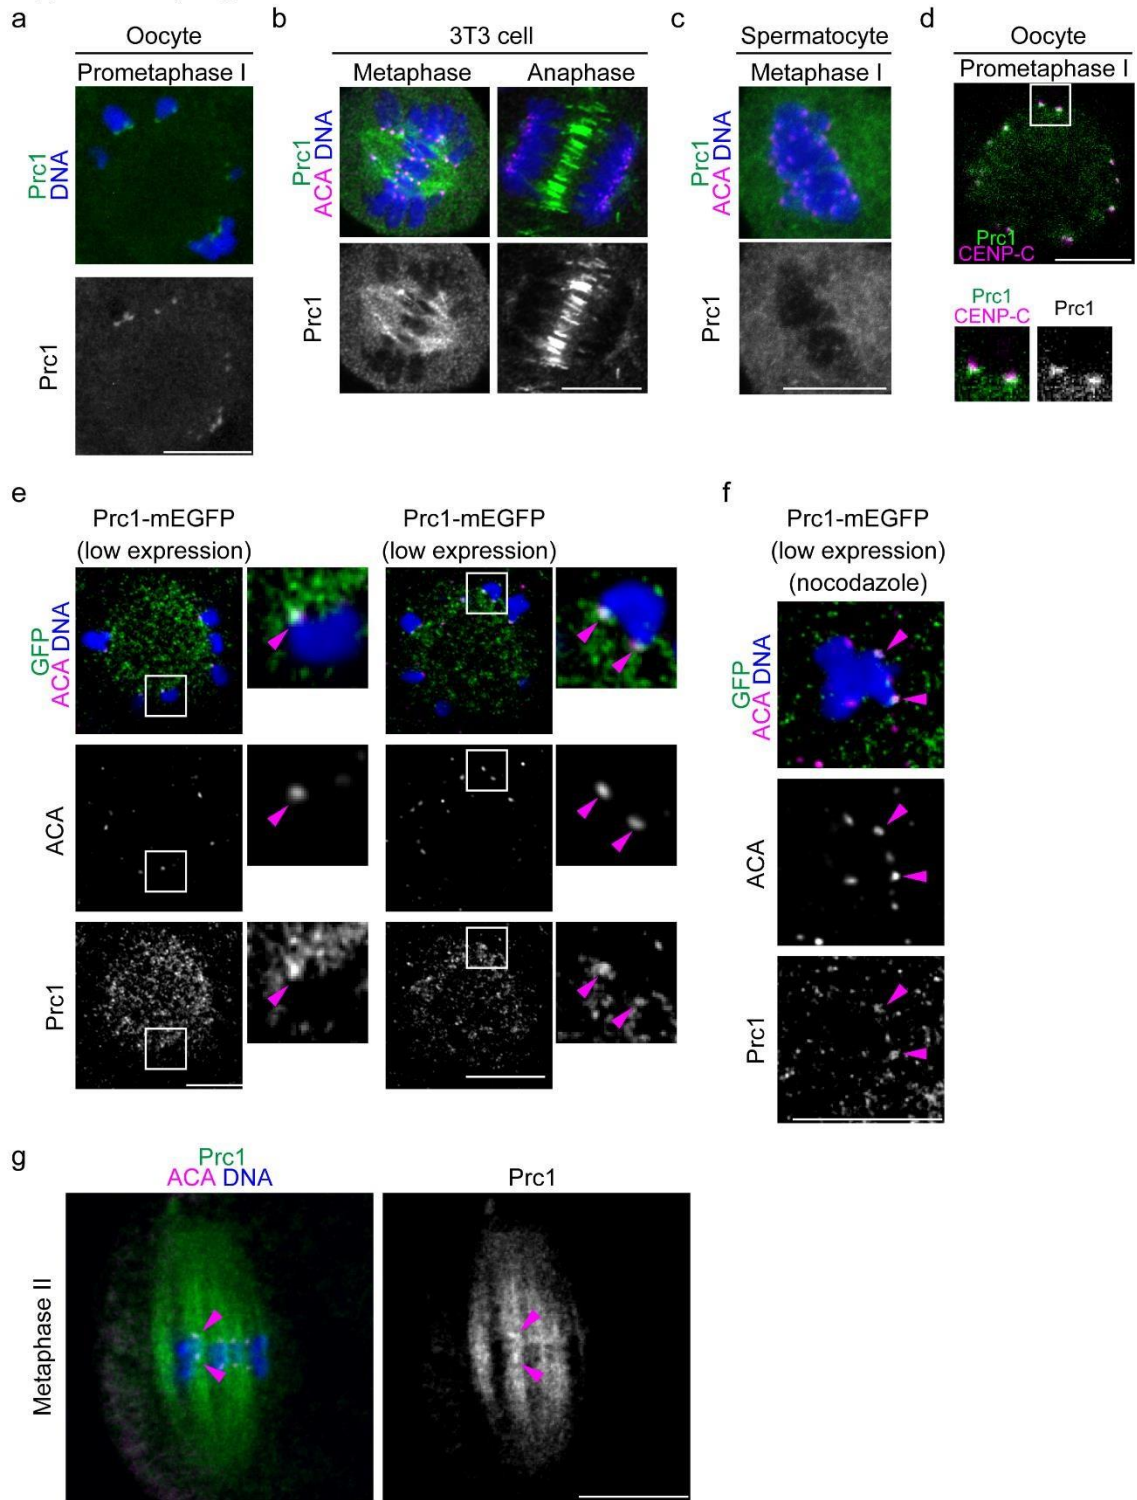 a
Oocyte
Prometaphase I
Prc1
DNA
Prc1
b
3T3 cell
Metaphase
Anaphase
Prc1
ACA DNA
Prc1
c
Spermatocyte
Metaphase I
Prc1
ACA DNA
Prc1
d
Oocyte
Prometaphase I
Prc1
CENP-C
Prc1
CENP-C
Prc1
e
Prc1-mEGFP
(low expression)
Prc1-mEGFP
(low expression)
GFP
ACA DNA
ACA
Prc1
f
Prc1-mEGFP
(low expression)
(nocodazole)
GFP
ACA DNA
ACA
Prc1
g
Prc1
ACA DNA
Prc1
Metaphase II